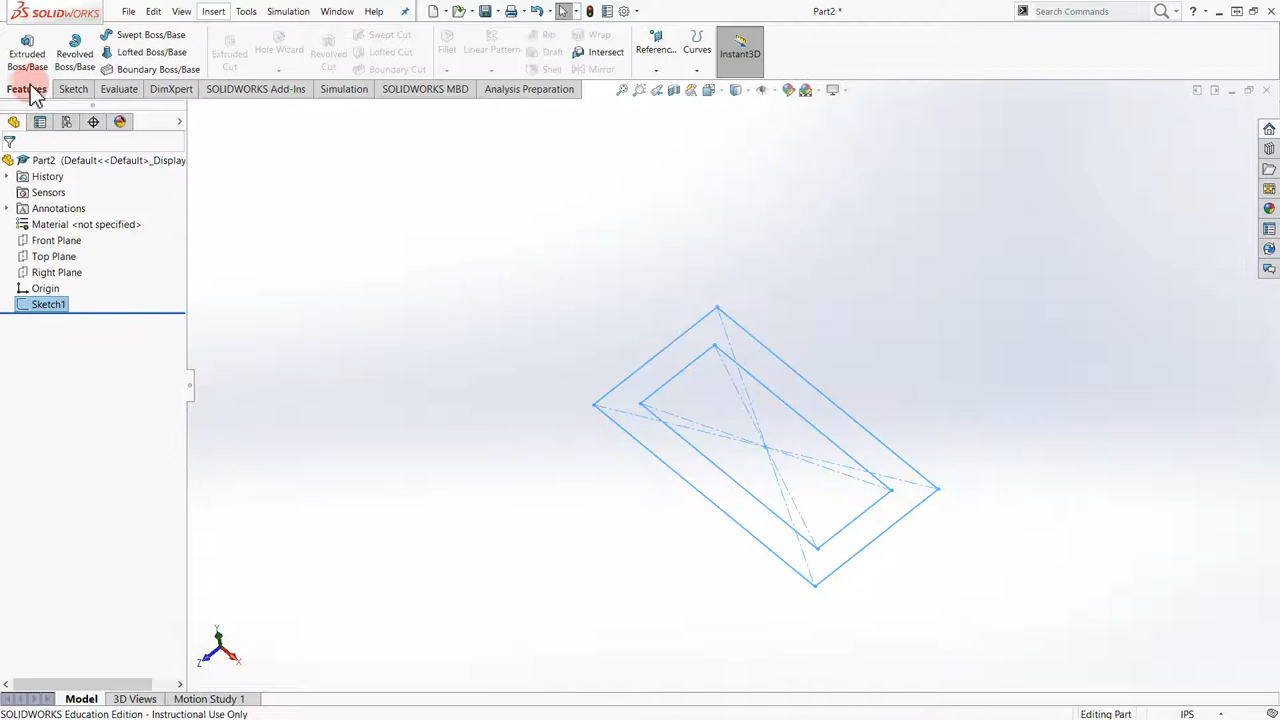 SOLIDWORKS File Edit View Insert Tools Simulation Window Help Part2 * Search Commands
Extruded Boss/Base Revolved Boss/Base Swept Boss/Base Lofted Boss/Base Boundary Boss/Base Extruded Cut Hole Wizard Revolved Cut Swept Cut Lofted Cut Boundary Cut Fillet Linear Pattern Rib Draft Shell Wrap Intersect Mirror Referenc... Curves Instant3D
Features Sketch Evaluate DimXpert SOLIDWORKS Add-Ins Simulation SOLIDWORKS MBD Analysis Preparation
Part2 (Default<<Default>_Display
History
Sensors
Annotations
Material <not specified>
Front Plane
Top Plane
Right Plane
Origin
Sketch1
Y
Z X
Model 3D Views Motion Study 1
SOLIDWORKS Education Edition - Instructional Use Only Editing Part IPS